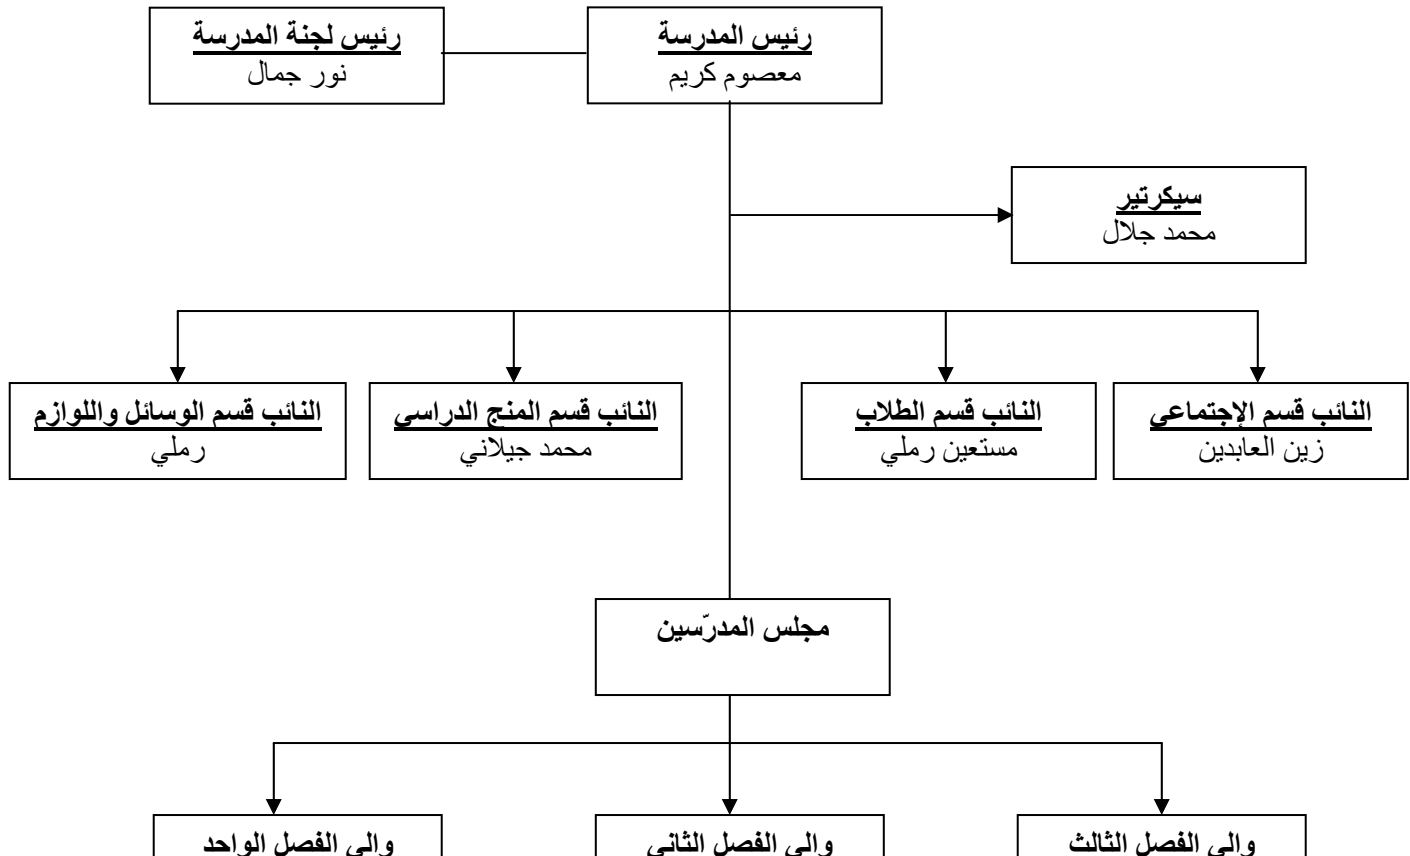 رئيس المدرسة
معصوم كريم
رئيس لجنة المدرسة
نور جمال
سيكرتير
محمد جلال
النائب قسم الإجتماعي
زين العابدين
النائب قسم الطلاب
مستعين رملي
النائب قسم المنج الدراسي
محمد جيلاني
النائب قسم الوسائل واللوازم
رملي
مجلس المدرّسين
والي الفصل الثالث
والي الفصل الثاني
والي الفصل الواحد